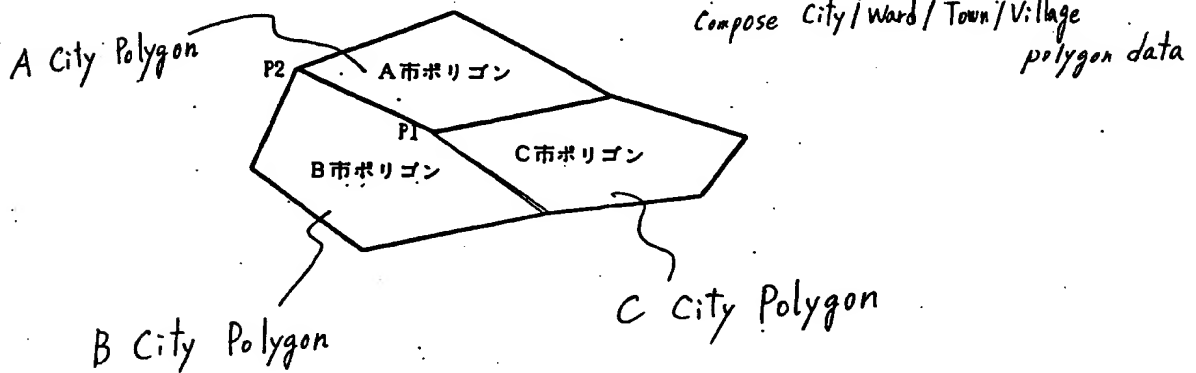 Compose City/Ward/Town/Village
polygon data
A City Polygon
P2
A市ポリゴン
P1
C市ポリゴン
B市ポリゴン
C City Polygon
B City Polygon